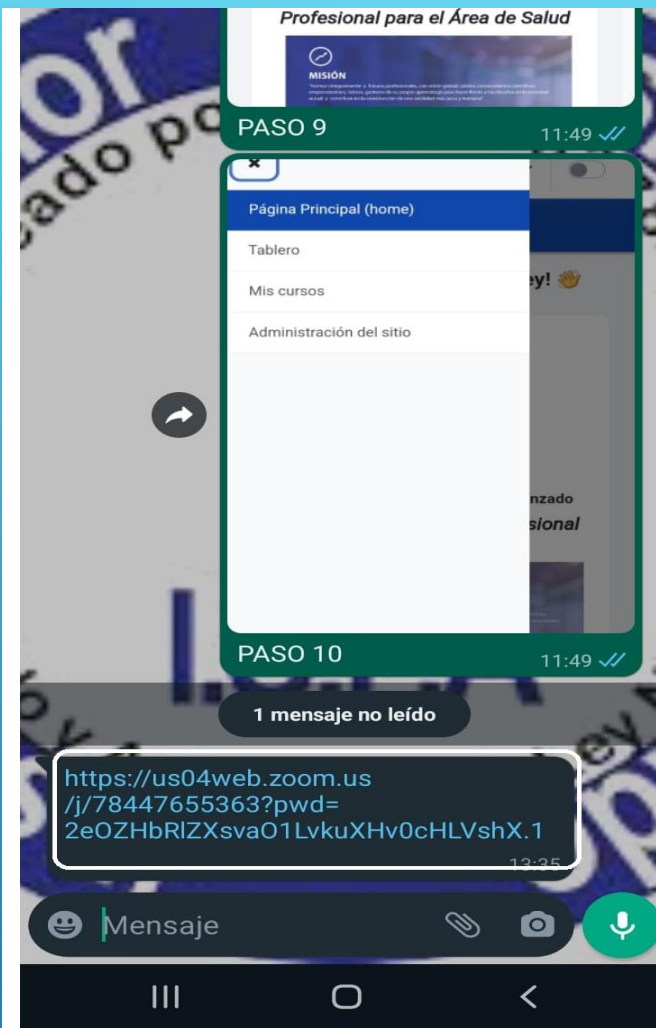 Profesional para el Área de Salud
MISIÓN
PASO 9
11:49
Página Principal (home)
Tablero
ey!
Mis cursos
Administración del sitio
nzado
sional
PASO 10
11:49
1 mensaje no leído
https://us04web.zoom.us
/j/78447655363?pwd=
2eOZHbRlZXsvaO1LvkuXHv0cHLVshX.1
13:35
Mensaje